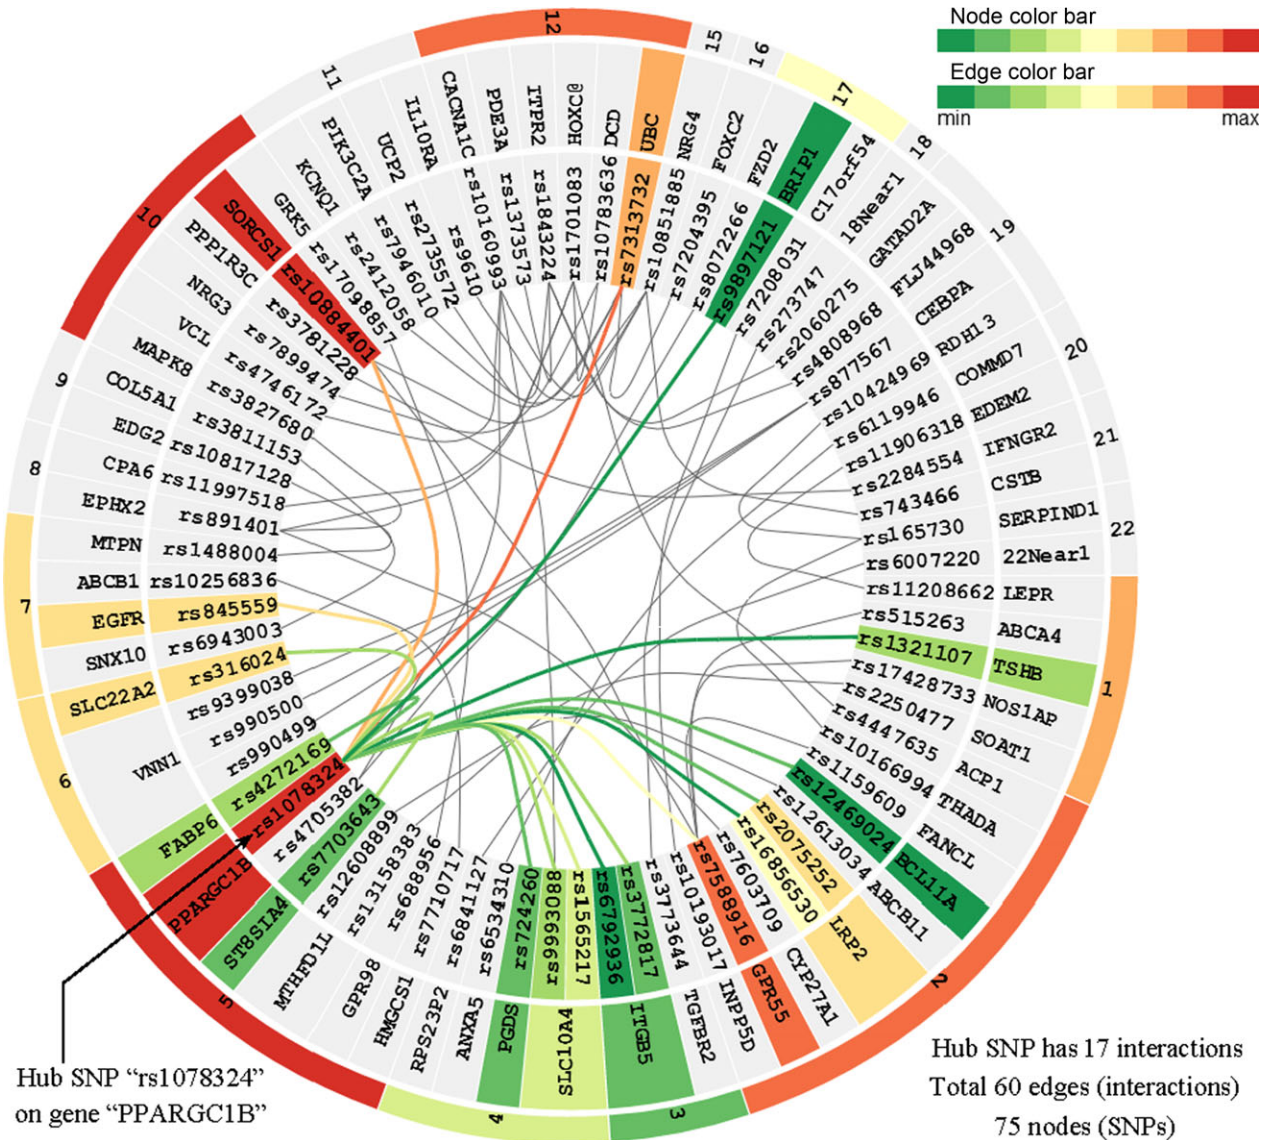 Node color bar
Edge color bar
min max
12
15
16
17
18
19
20
21
22
1
2
3
4
5
6
7
8
9
10
11
CACNA1C
PDE3A
ITPR2
HOXC@
DCD
UBC
NRG4
FOXC2
FZD2
BRIP1
C17orf54
18Near1
GATAD2A
FLJ44968
CEBPA
RDH13
COMMD7
EDEM2
IFNGR2
CSTB
SERPIND1
22Near1
LEPR
ABCA4
TSHB
NOS1AP
SOAT1
ACP1
THADA
FANCL
BCL11A
ABCB11
LRP2
CYP27A1
GPR55
INPP5D
TGFBR2
ITGB5
SLC10A4
PGDS
ANXA5
RPS23P2
HMGCS1
GPR98
MTHFD1L
ST8S1A4
PPARGC1B
FABP6
VNN1
SLC22A2
SNX10
EGFR
ABCB1
MTPN
EPHX2
CPA6
EDG2
COL5A1
MAPK8
VCL
NRG3
PPP1R3C
SORCS1
GRK5
KCNQ1
PIK3C2A
UCP2
IL10RA
rs10160993
rs1373573
rs1843224
rs1701083
rs10783636
rs7313732
rs10851885
rs7204395
rs8072266
rs9897121
rs7208031
rs273747
rs2060275
rs4808968
rs877567
rs10424969
rs6119946
rs11906318
rs2284554
rs743466
rs165730
rs6007220
rs11208662
rs515263
rs1321107
rs17428733
rs2250477
rs4447635
rs10166994
rs1159609
rs12469024
rs12613034
rs2075252
rs16856530
rs7603709
rs7588916
rs10193017
rs3773644
rs3772817
rs6792936
rs1565217
rs9993088
rs724260
rs6534310
rs6841127
rs7710717
rs6889956
rs13158383
rs12608899
rs7703643
rs4705382
rs1078324
rs4272169
rs990499
rs990500
rs399038
rs316024
rs6943003
rs845559
rs10256836
rs1488004
rs891401
rs11997518
rs10817128
rs3811153
rs3827680
rs4746172
rs7899474
rs3781228
rs10884401
rs17098857
rs2412058
rs7946010
rs2735572
rs9610
Hub SNP “rs1078324”
on gene “PPARGC1B”
Hub SNP has 17 interactions
Total 60 edges (interactions)
75 nodes (SNPs)